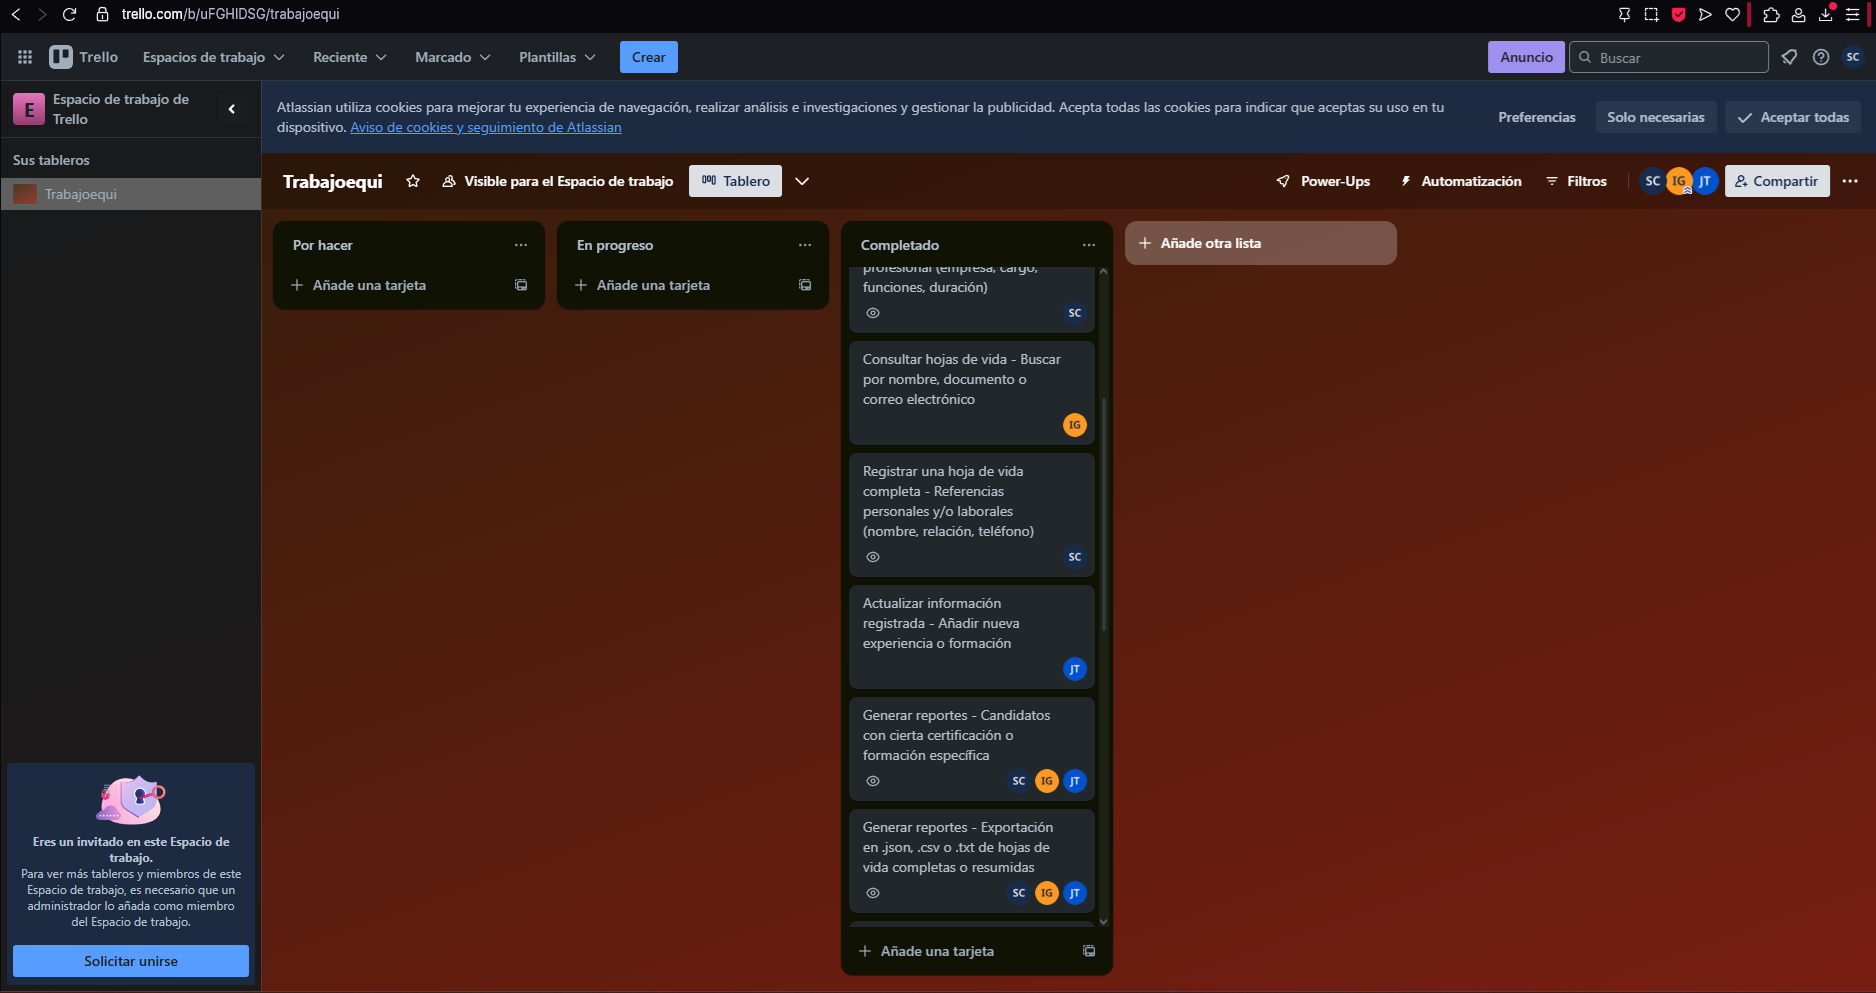 trello.com/b/uFGHIDSG/trabajoequi
Trello
Espacios de trabajo
Reciente
Marcado
Plantillas
Crear
Anuncio
Buscar
SC
E
Espacio de trabajo de
Trello
Atlassian utiliza cookies para mejorar tu experiencia de navegación, realizar análisis e investigaciones y gestionar la publicidad. Acepta todas las cookies para indicar que aceptas su uso en tu
dispositivo. Aviso de cookies y seguimiento de Atlassian
Preferencias
Solo necesarias
Aceptar todas
Sus tableros
Trabajoequi
Trabajoequi
Visible para el Espacio de trabajo
Tablero
Power-Ups
Automatización
Filtros
SC
IG
JT
Compartir
Por hacer
Añade una tarjeta
En progreso
Añade una tarjeta
Completado
profesional (empresa, cargo,
funciones, duración)
SC
Consultar hojas de vida - Buscar
por nombre, documento o
correo electrónico
IG
Registrar una hoja de vida
completa - Referencias
personales y/o laborales
(nombre, relación, teléfono)
SC
Actualizar información
registrada - Añadir nueva
experiencia o formación
JT
Generar reportes - Candidatos
con cierta certificación o
formación específica
SC IG JT
Generar reportes - Exportación
en .json, .csv o .txt de hojas de
vida completas o resumidas
SC IG JT
Añade una tarjeta
Añade otra lista
Eres un invitado en este Espacio de
trabajo.
Para ver más tableros y miembros de este
Espacio de trabajo, es necesario que un
administrador lo añada como miembro
del Espacio de trabajo.
Solicitar unirse